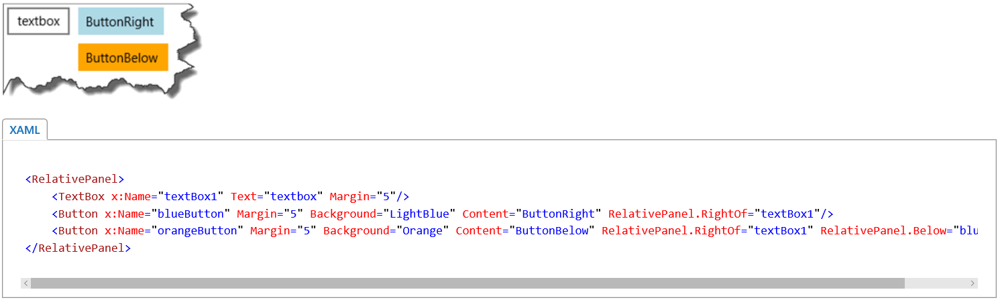 textbox ButtonRight
ButtonBelow
XAML
<RelativePanel>
    <TextBox x:Name="textBox1" Text="textbox" Margin="5"/>
    <Button x:Name="blueButton" Margin="5" Background="LightBlue" Content="ButtonRight" RelativePanel.RightOf="textBox1"/>
    <Button x:Name="orangeButton" Margin="5" Background="Orange" Content="ButtonBelow" RelativePanel.RightOf="textBox1" RelativePanel.Below="blu
</RelativePanel>